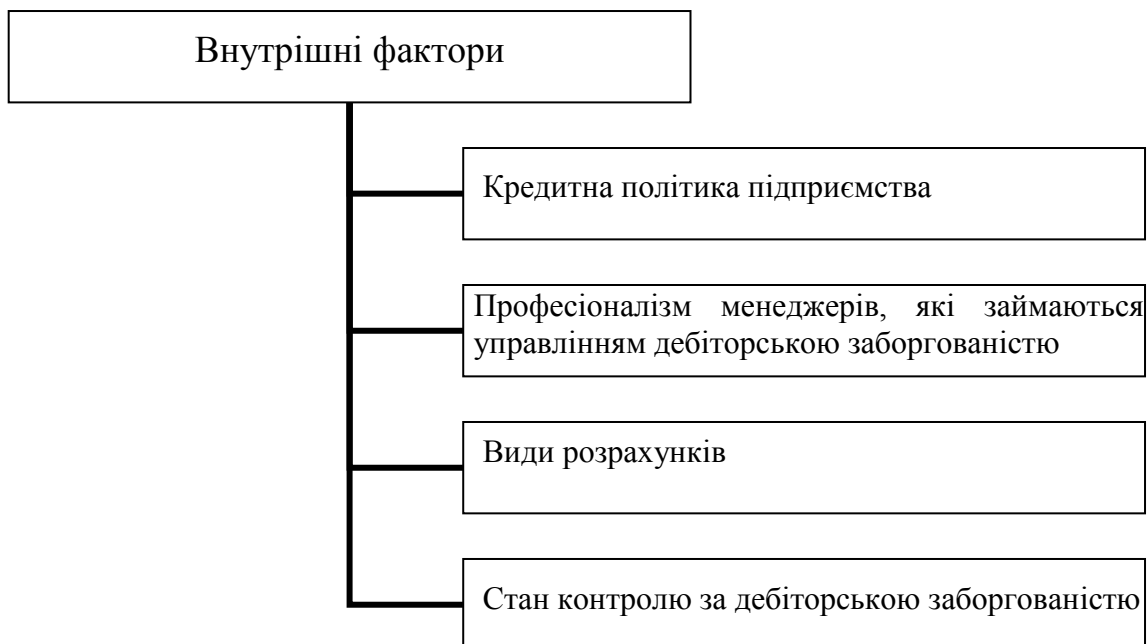 Внутрішні фактори
Кредитна політика підприємства
Професіоналізм менеджерів, які займаються
управлінням дебіторською заборгованістю
Види розрахунків
Стан контролю за дебіторською заборгованістю